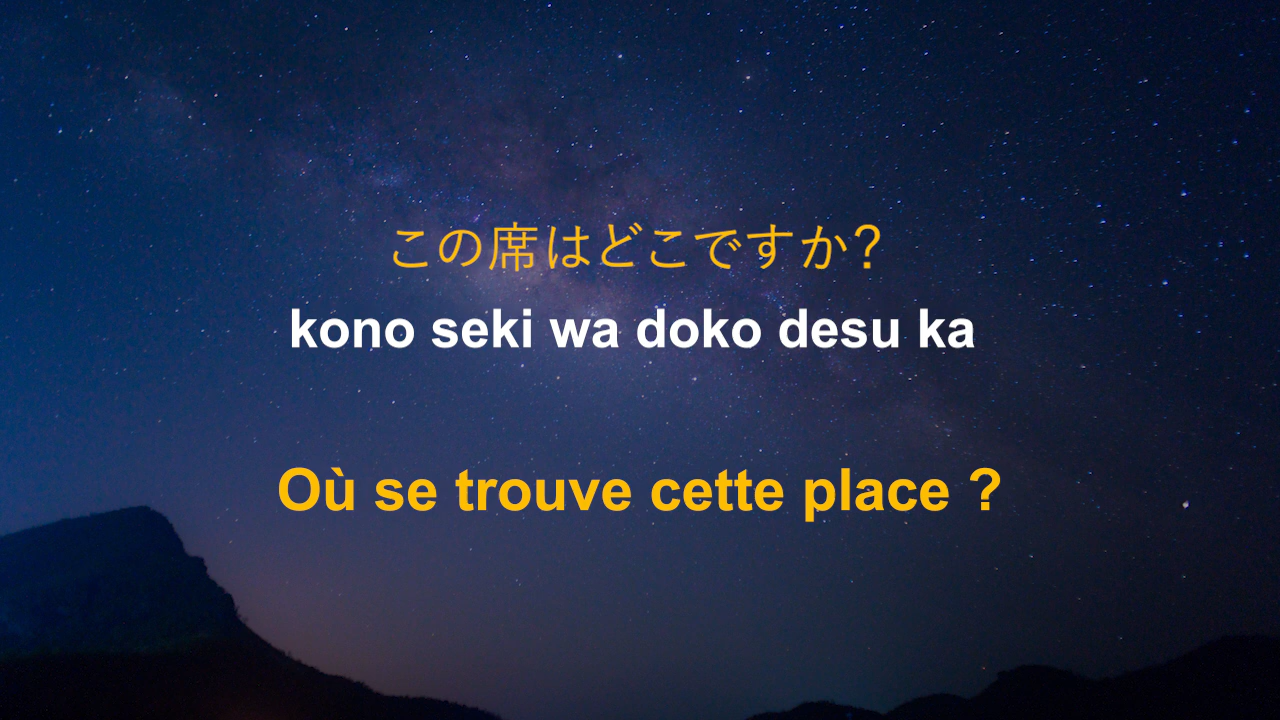 この席はどこですか?
kono seki wa doko desu ka
Où se trouve cette place ?